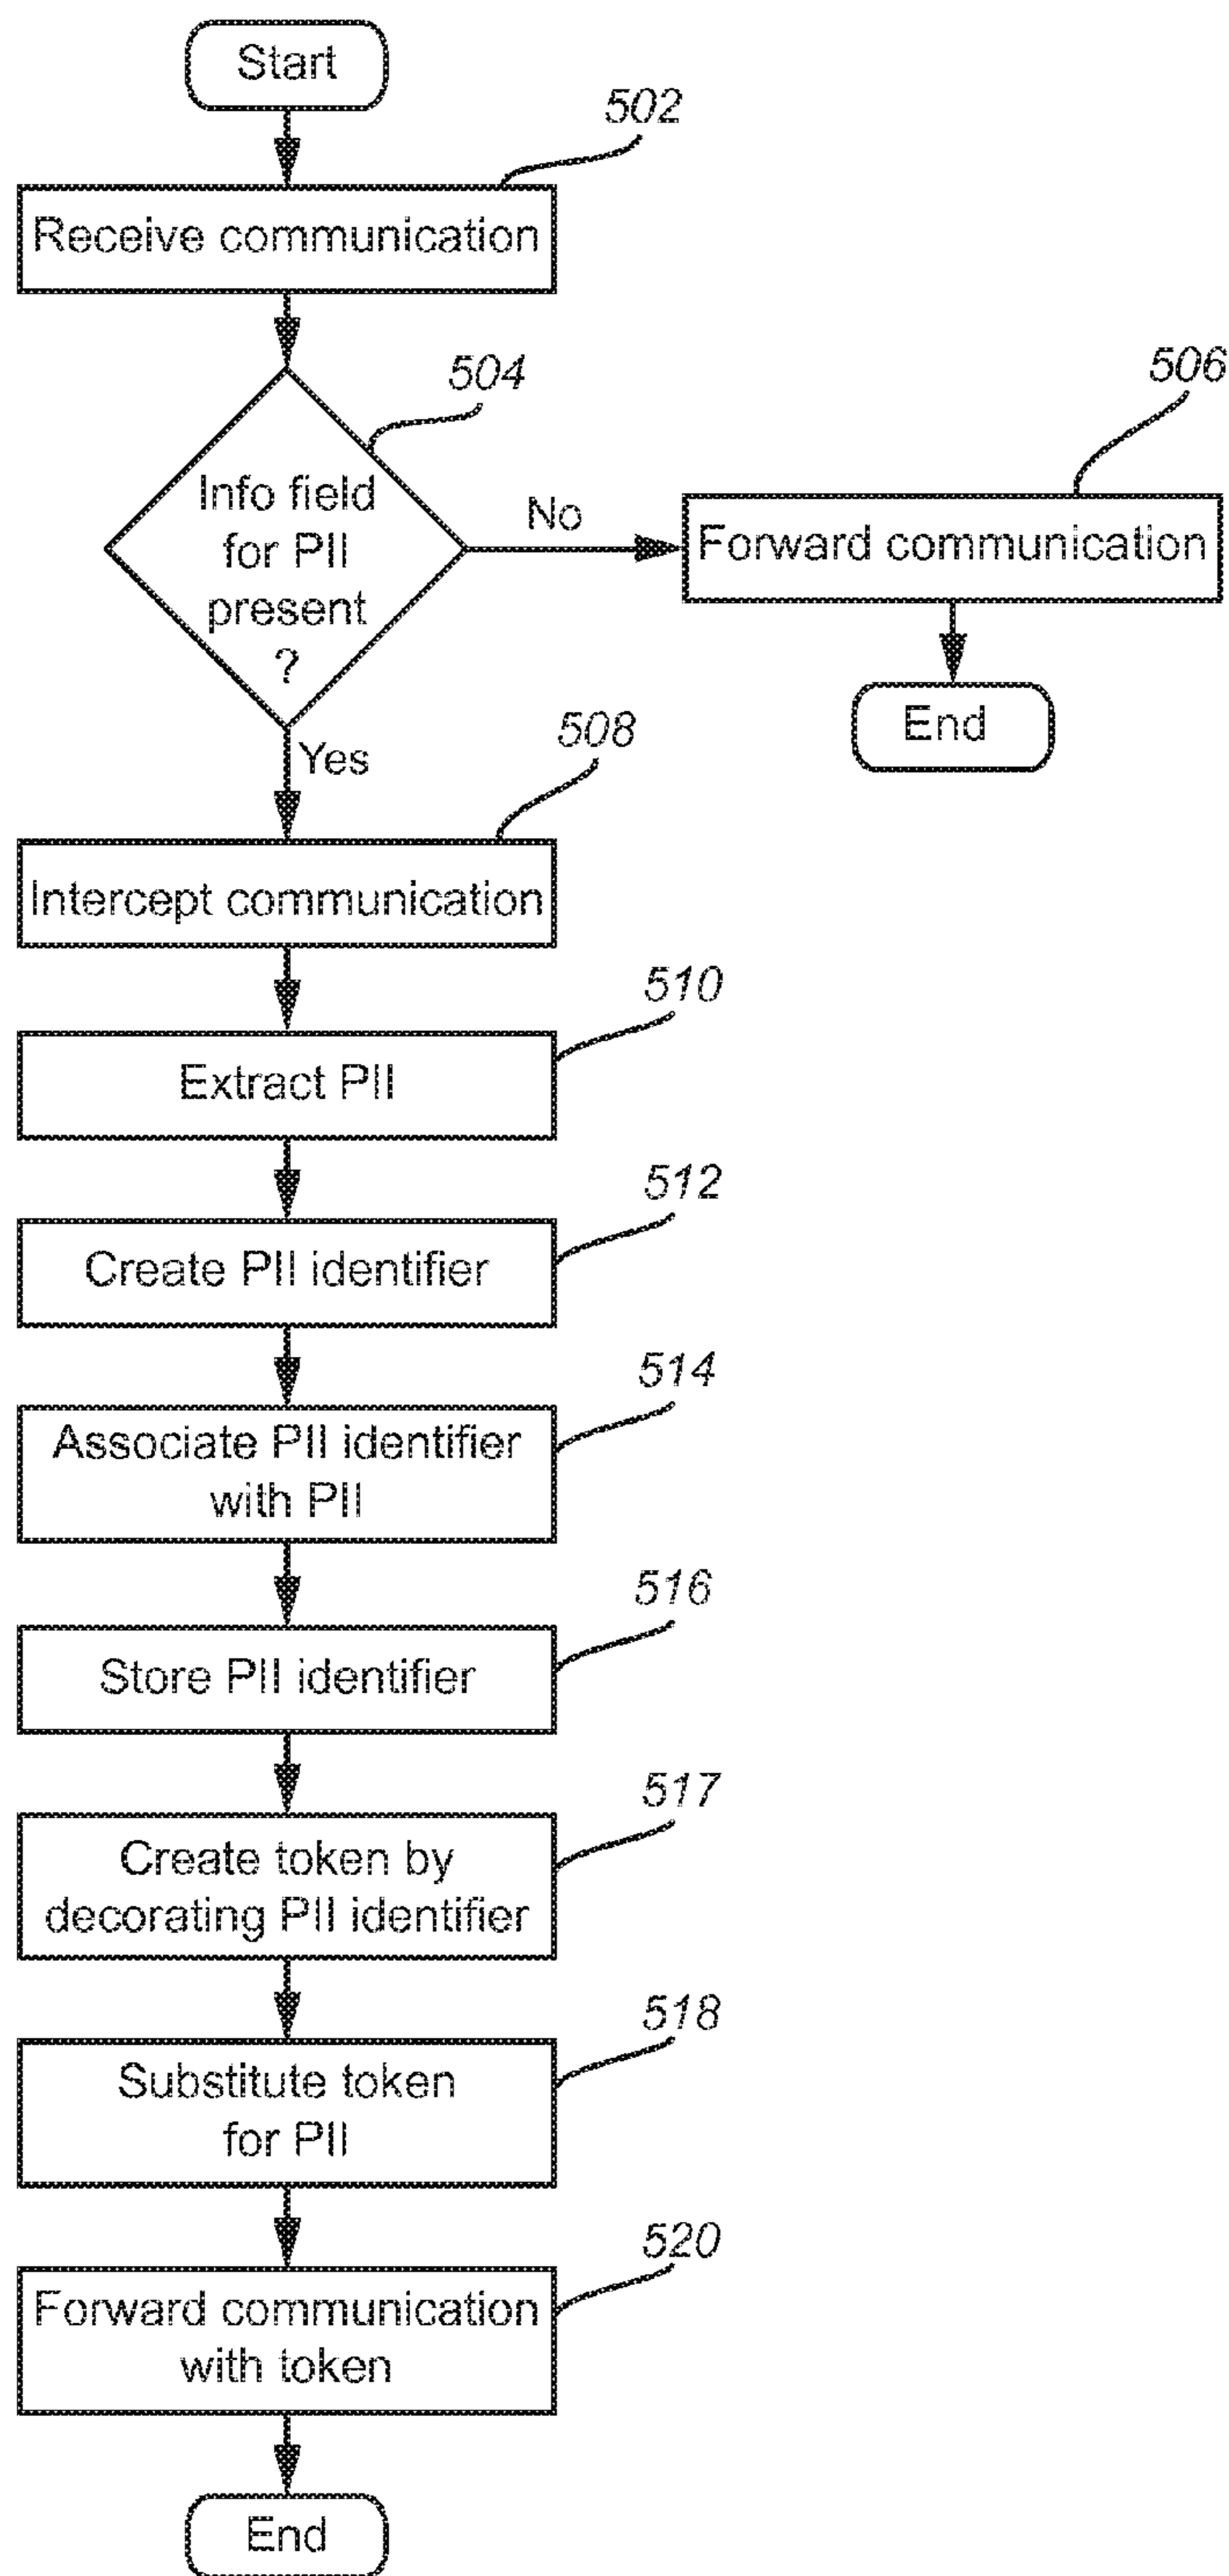 Start
502
Receive communication
504
506
Info field
for PII
present
?
No
Forward communication
End
Yes
508
Intercept communication
510
Extract PII
512
Create PII identifier
514
Associate PII identifier
with PII
516
Store PII identifier
517
Create token by
decorating PII identifier
518
Substitute token
for PII
520
Forward communication
with token
End